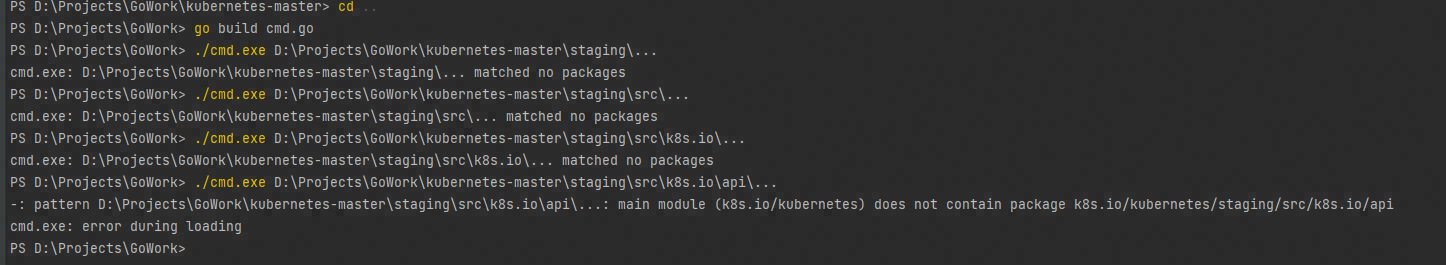 PS D:\Projects\GoWork\kubernetes-master> cd ..
PS D:\Projects\GoWork> go build cmd.go
PS D:\Projects\GoWork> ./cmd.exe D:\Projects\GoWork\kubernetes-master\staging\...
cmd.exe: D:\Projects\GoWork\kubernetes-master\staging\... matched no packages
PS D:\Projects\GoWork> ./cmd.exe D:\Projects\GoWork\kubernetes-master\staging\src\...
cmd.exe: D:\Projects\GoWork\kubernetes-master\staging\src\... matched no packages
PS D:\Projects\GoWork> ./cmd.exe D:\Projects\GoWork\kubernetes-master\staging\src\k8s.io\...
cmd.exe: D:\Projects\GoWork\kubernetes-master\staging\src\k8s.io\... matched no packages
PS D:\Projects\GoWork> ./cmd.exe D:\Projects\GoWork\kubernetes-master\staging\src\k8s.io\api\...
-: pattern D:\Projects\GoWork\kubernetes-master\staging\src\k8s.io\api\...: main module (k8s.io/kubernetes) does not contain package k8s.io/kubernetes/staging/src/k8s.io/api
cmd.exe: error during loading
PS D:\Projects\GoWork>